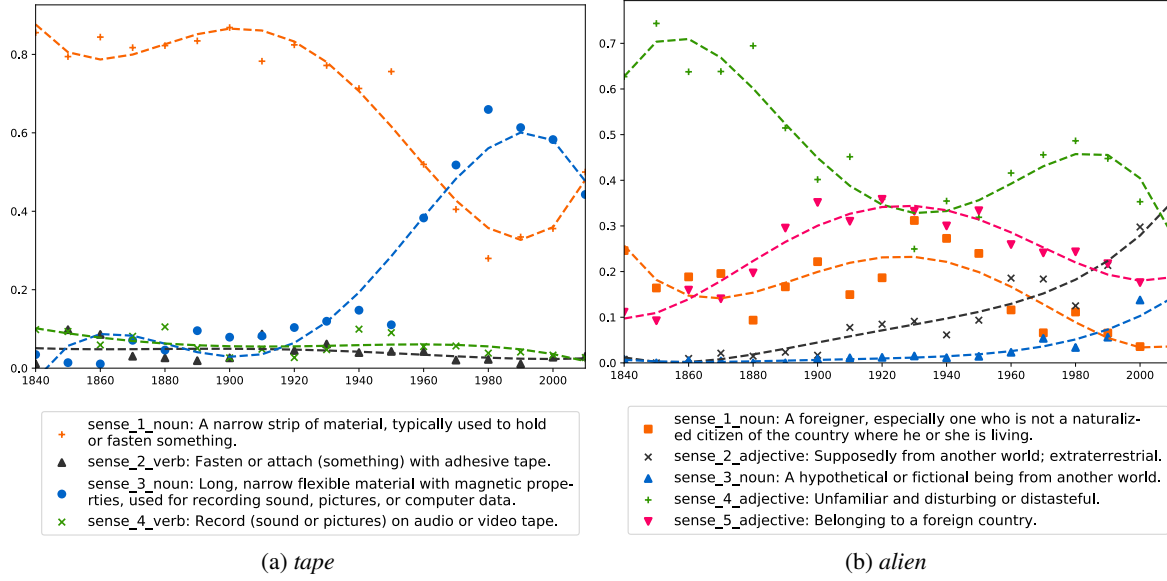 0.8
0.6
0.4
0.2
0.0
1840
1860
1880
1900
1920
1940
1960
1980
2000
sense_1_noun: A narrow strip of material, typically used to hold
or fasten something.
sense_2_verb: Fasten or attach (something) with adhesive tape.
sense_3_noun: Long, narrow flexible material with magnetic prope-
rties, used for recording sound, pictures, or computer data.
sense_4_verb: Record (sound or pictures) on audio or video tape.
(a) tape
0.7
0.6
0.5
0.4
0.3
0.2
0.1
0.0
1840
1860
1880
1900
1920
1940
1960
1980
2000
sense_1_noun: A foreigner, especially one who is not a naturaliz-
ed citizen of the country where he or she is living.
sense_2_adjective: Supposedly from another world; extraterrestrial.
sense_3_noun: A hypothetical or fictional being from another world.
sense_4_adjective: Unfamiliar and disturbing or distasteful.
sense_5_adjective: Belonging to a foreign country.
(b) alien